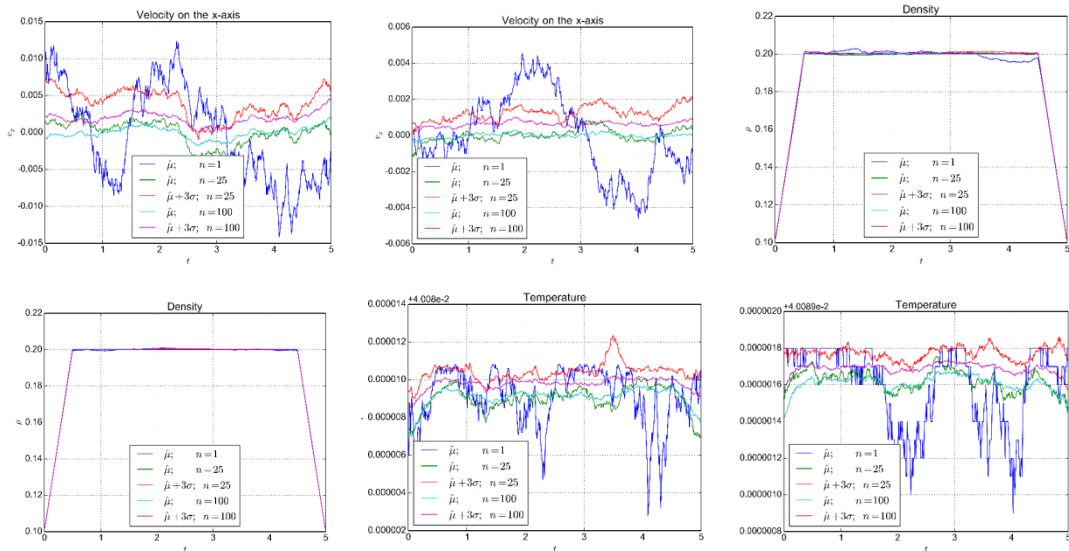 Velocity on the x-axis
0.015
0.010
0.005
0.000
-0.005
-0.010
-0.015
v_z
μ̂; n=1
μ̂; n=25
μ̂+3σ; n=25
μ̂; n=100
μ̂+3σ; n=100
0 1 2 3 4 5
t
Velocity on the x-axis
0.006
0.004
0.002
0.000
-0.002
-0.004
-0.006
v_z
μ̂; n=1
μ̂; n=25
μ̂+3σ; n=25
μ̂; n=100
μ̂+3σ; n=100
0 1 2 3 4 5
t
Density
0.22
0.20
0.18
0.16
0.14
0.12
0.10
ρ
μ̂; n=1
μ̂; n=25
μ̂+3σ; n=25
μ̂; n=100
μ̂+3σ; n=100
0 1 2 3 4 5
t
Density
0.22
0.20
0.18
0.16
0.14
0.12
0.10
ρ
μ̂; n=1
μ̂; n=25
μ̂+3σ; n=25
μ̂; n=100
μ̂+3σ; n=100
0 1 2 3 4 5
t
Temperature
+4.008e-2
0.000014
0.000012
0.000010
0.000008
0.000006
0.000004
0.000002
μ̂; n=1
μ̂; n=25
μ̂+3σ; n=25
μ̂; n=100
μ̂+3σ; n=100
0 1 2 3 4 5
t
Temperature
+4.0089e-2
0.0000020
0.0000018
0.0000016
0.0000014
0.0000012
0.0000010
0.0000008
μ̂; n=1
μ̂; n=25
μ̂+3σ; n=25
μ̂; n=100
μ̂+3σ; n=100
0 1 2 3 4 5
t